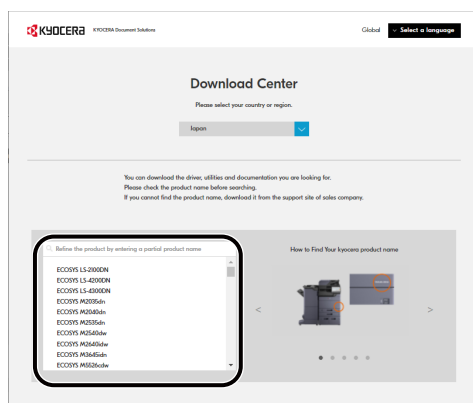 KYOCERA KYOCERA Document Solutions
Global Select a language
Download Center
Please select your country or region.
Japan
You can download the driver, utilities and documentation you are looking for.
Please check the product name before searching.
If you cannot find the product name, download it from the support site of sales company.
Refine the product by entering a partial product name
ECOSYS LS-2100DN
ECOSYS LS-4200DN
ECOSYS LS-4300DN
ECOSYS M2035dn
ECOSYS M2040dn
ECOSYS M2535dn
ECOSYS M2540dw
ECOSYS M2640idw
ECOSYS M3645idn
ECOSYS M5526cdw
How to Find Your kyocera product name